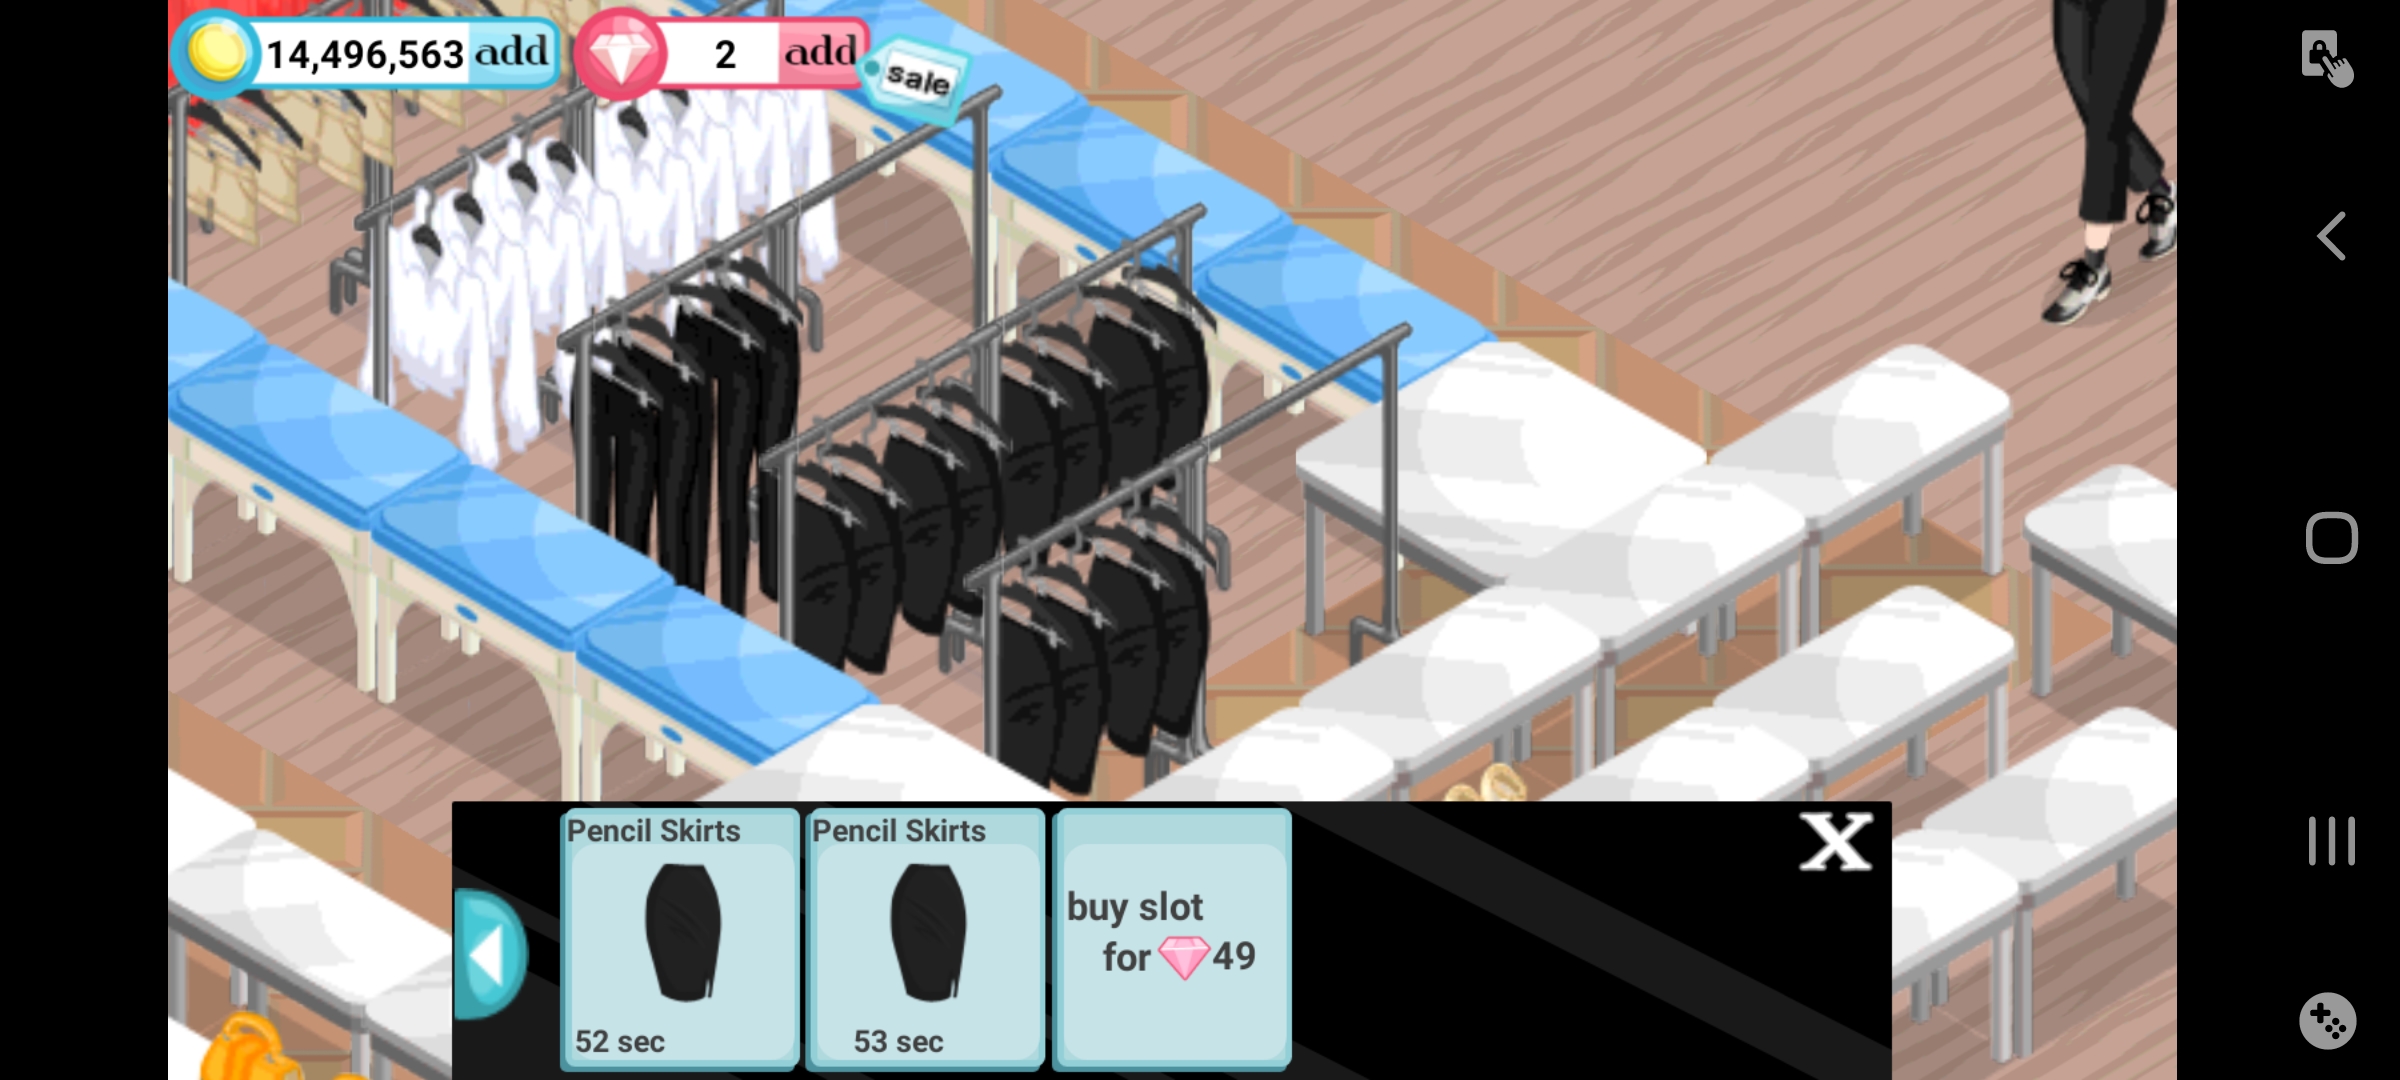 14,496,563 add
2 add
sale
Pencil Skirts
52 sec
Pencil Skirts
53 sec
buy slot
for 49
X